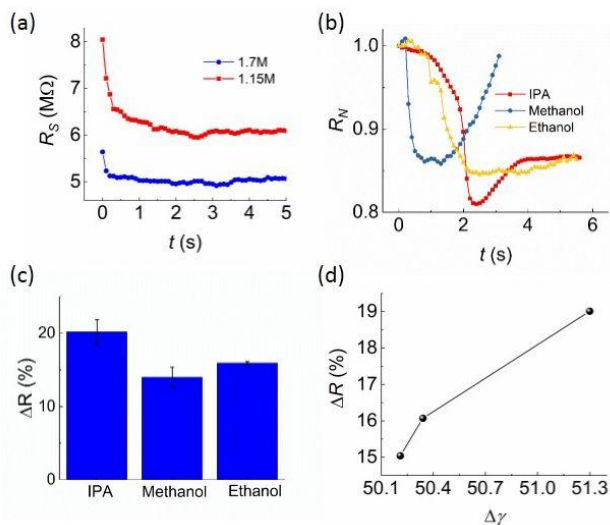 (a)
8
7
6
5
R_S (MΩ)
1.7M
1.15M
0 1 2 3 4 5
t (s)
(b)
1.0
0.9
0.8
R_N
IPA
Methanol
Ethanol
0 2 4 6
t (s)
(c)
20
10
0
ΔR (%)
IPA Methanol Ethanol
(d)
19
18
17
16
15
ΔR (%)
50.1 50.4 50.7 51.0 51.3
Δγ